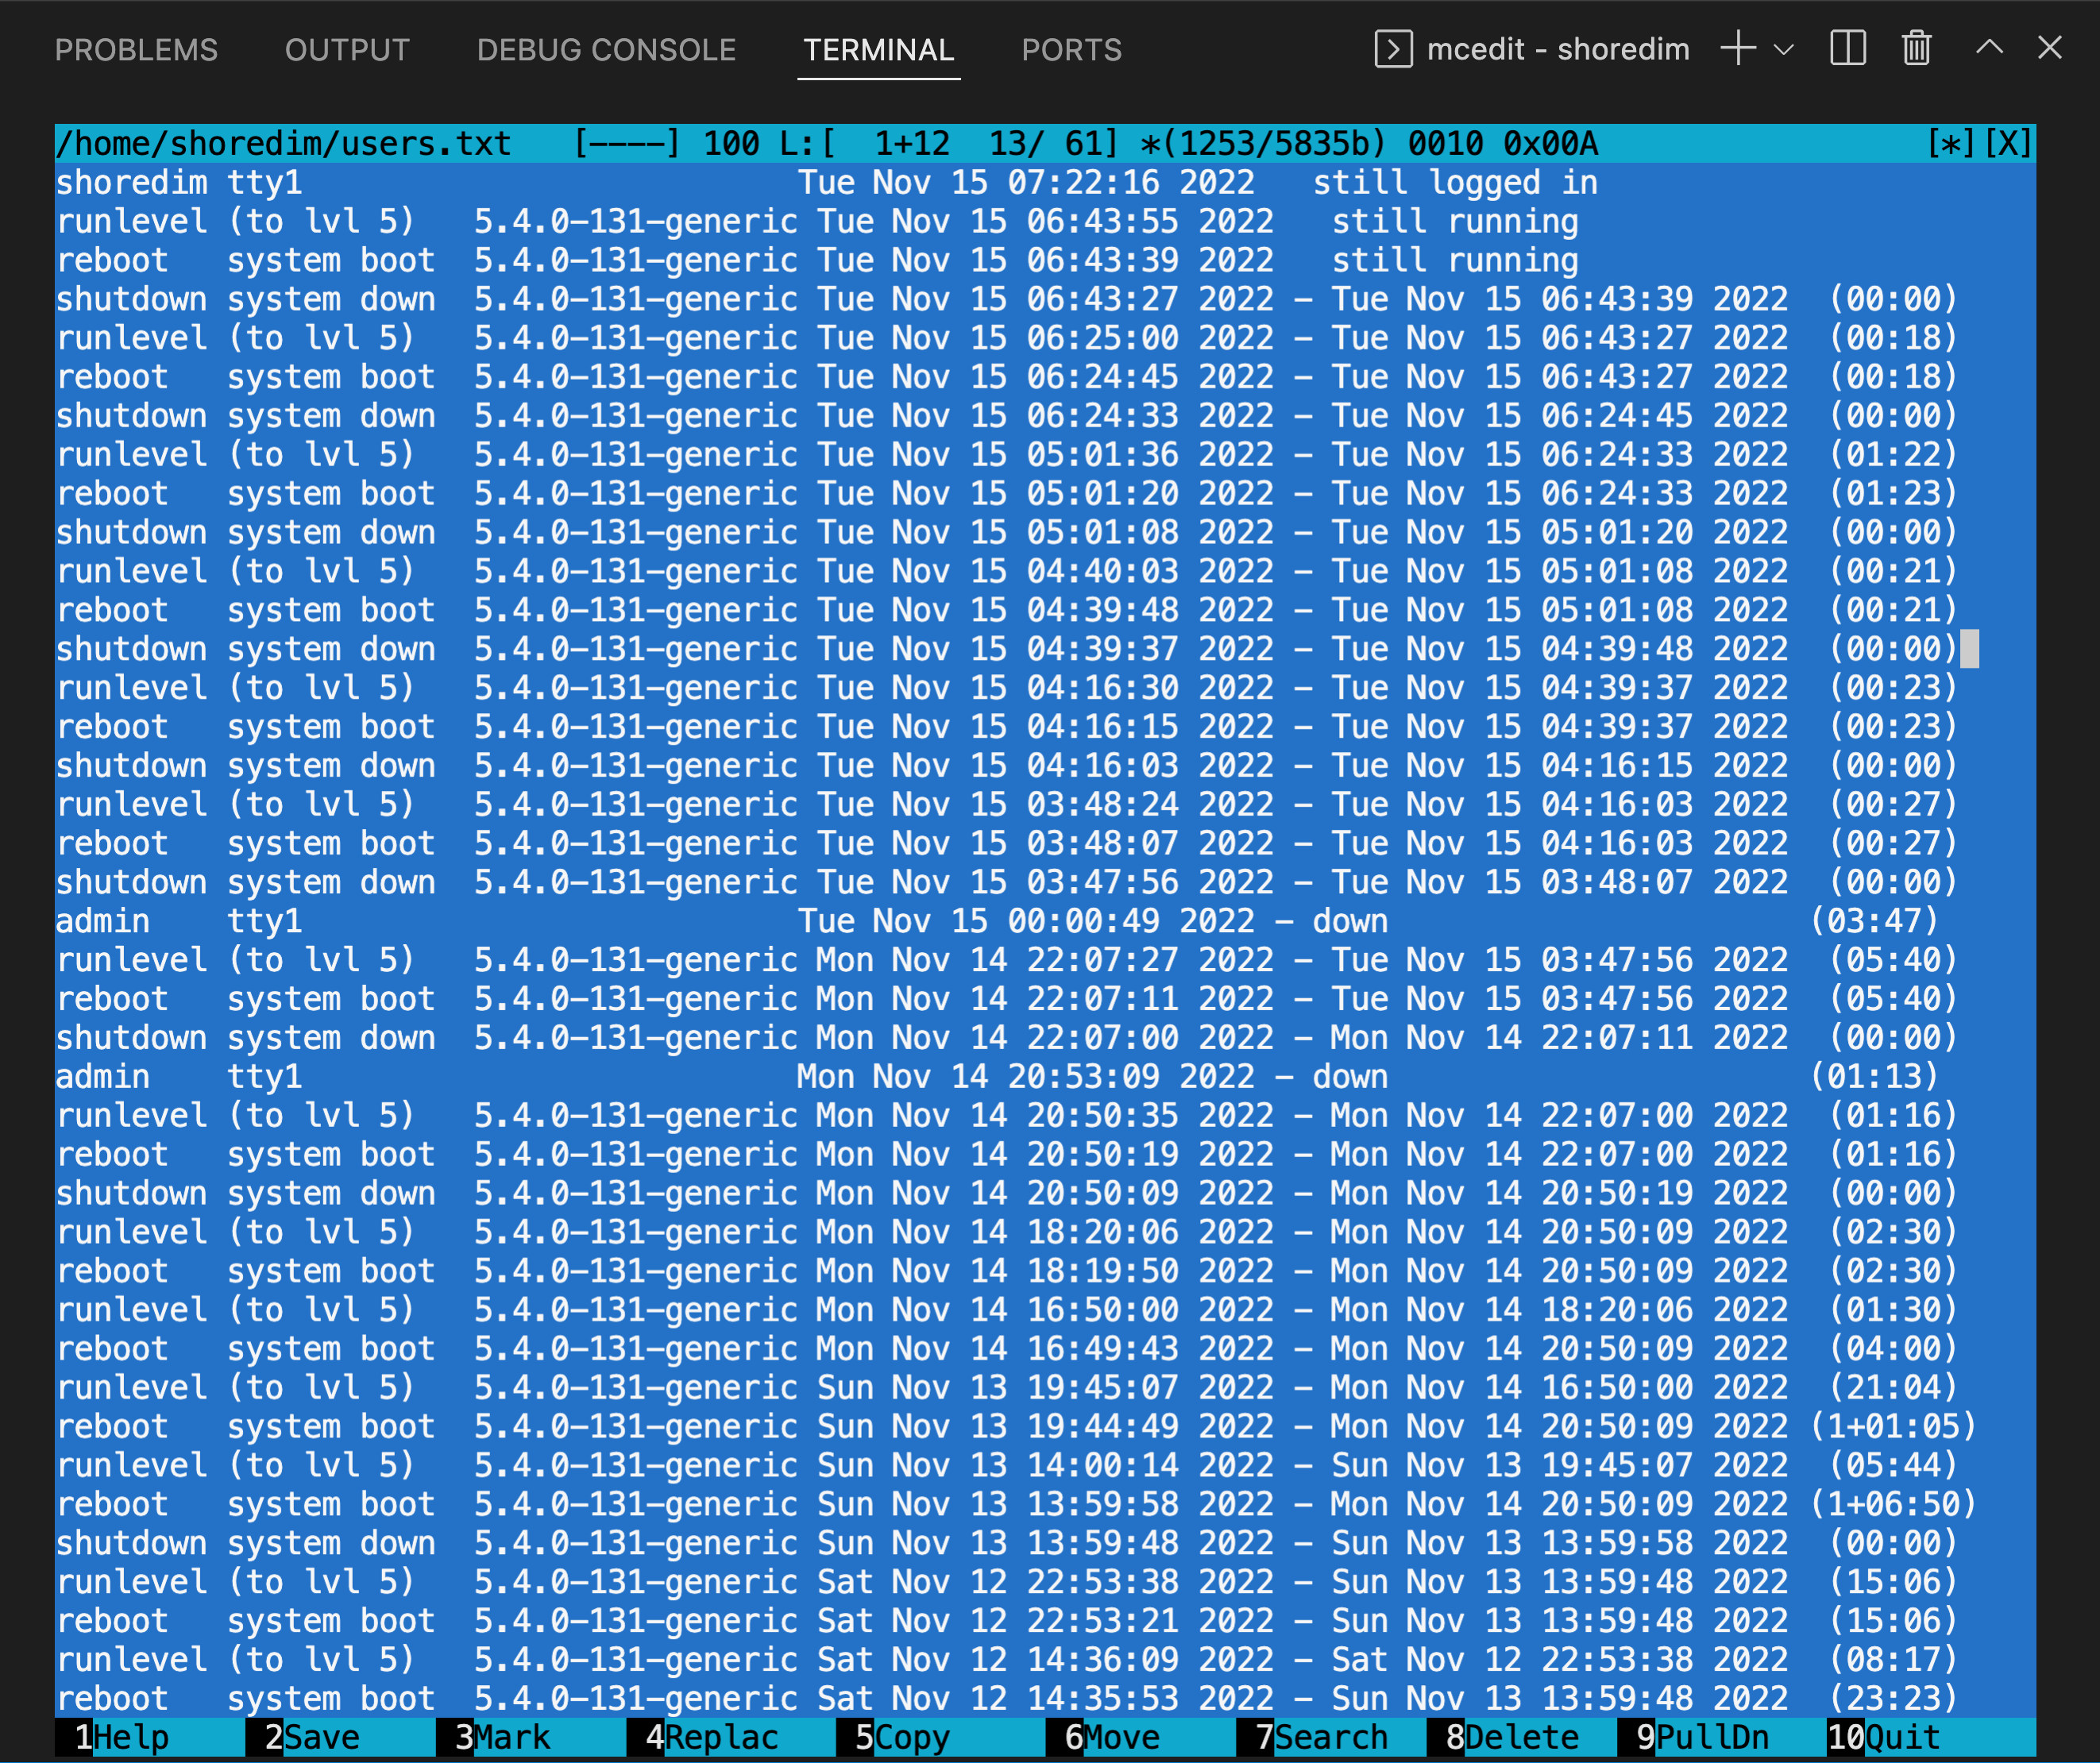 PROBLEMS OUTPUT DEBUG CONSOLE TERMINAL PORTS mcedit - shoredim
/home/shoredim/users.txt   [----] 100 L:[  1+12  13/ 61] *(1253/5835b) 0010 0x00A                 [*][X]
shoredim tty1                          Tue Nov 15 07:22:16 2022   still logged in
runlevel (to lvl 5)   5.4.0-131-generic Tue Nov 15 06:43:55 2022   still running
reboot   system boot  5.4.0-131-generic Tue Nov 15 06:43:39 2022   still running
shutdown system down  5.4.0-131-generic Tue Nov 15 06:43:27 2022 - Tue Nov 15 06:43:39 2022  (00:00)
runlevel (to lvl 5)   5.4.0-131-generic Tue Nov 15 06:25:00 2022 - Tue Nov 15 06:43:27 2022  (00:18)
reboot   system boot  5.4.0-131-generic Tue Nov 15 06:24:45 2022 - Tue Nov 15 06:43:27 2022  (00:18)
shutdown system down  5.4.0-131-generic Tue Nov 15 06:24:33 2022 - Tue Nov 15 06:24:45 2022  (00:00)
runlevel (to lvl 5)   5.4.0-131-generic Tue Nov 15 05:01:36 2022 - Tue Nov 15 06:24:33 2022  (01:22)
reboot   system boot  5.4.0-131-generic Tue Nov 15 05:01:20 2022 - Tue Nov 15 06:24:33 2022  (01:23)
shutdown system down  5.4.0-131-generic Tue Nov 15 05:01:08 2022 - Tue Nov 15 05:01:20 2022  (00:00)
runlevel (to lvl 5)   5.4.0-131-generic Tue Nov 15 04:40:03 2022 - Tue Nov 15 05:01:08 2022  (00:21)
reboot   system boot  5.4.0-131-generic Tue Nov 15 04:39:48 2022 - Tue Nov 15 05:01:08 2022  (00:21)
shutdown system down  5.4.0-131-generic Tue Nov 15 04:39:37 2022 - Tue Nov 15 04:39:48 2022  (00:00)
runlevel (to lvl 5)   5.4.0-131-generic Tue Nov 15 04:16:30 2022 - Tue Nov 15 04:39:37 2022  (00:23)
reboot   system boot  5.4.0-131-generic Tue Nov 15 04:16:15 2022 - Tue Nov 15 04:39:37 2022  (00:23)
shutdown system down  5.4.0-131-generic Tue Nov 15 04:16:03 2022 - Tue Nov 15 04:16:15 2022  (00:00)
runlevel (to lvl 5)   5.4.0-131-generic Tue Nov 15 03:48:24 2022 - Tue Nov 15 04:16:03 2022  (00:27)
reboot   system boot  5.4.0-131-generic Tue Nov 15 03:48:07 2022 - Tue Nov 15 04:16:03 2022  (00:27)
shutdown system down  5.4.0-131-generic Tue Nov 15 03:47:56 2022 - Tue Nov 15 03:48:07 2022  (00:00)
admin    tty1                          Tue Nov 15 00:00:49 2022 - down                      (03:47)
runlevel (to lvl 5)   5.4.0-131-generic Mon Nov 14 22:07:27 2022 - Tue Nov 15 03:47:56 2022  (05:40)
reboot   system boot  5.4.0-131-generic Mon Nov 14 22:07:11 2022 - Tue Nov 15 03:47:56 2022  (05:40)
shutdown system down  5.4.0-131-generic Mon Nov 14 22:07:00 2022 - Mon Nov 14 22:07:11 2022  (00:00)
admin    tty1                          Mon Nov 14 20:53:09 2022 - down                      (01:13)
runlevel (to lvl 5)   5.4.0-131-generic Mon Nov 14 20:50:35 2022 - Mon Nov 14 22:07:00 2022  (01:16)
reboot   system boot  5.4.0-131-generic Mon Nov 14 20:50:19 2022 - Mon Nov 14 22:07:00 2022  (01:16)
shutdown system down  5.4.0-131-generic Mon Nov 14 20:50:09 2022 - Mon Nov 14 20:50:19 2022  (00:00)
runlevel (to lvl 5)   5.4.0-131-generic Mon Nov 14 18:20:06 2022 - Mon Nov 14 20:50:09 2022  (02:30)
reboot   system boot  5.4.0-131-generic Mon Nov 14 18:19:50 2022 - Mon Nov 14 20:50:09 2022  (02:30)
runlevel (to lvl 5)   5.4.0-131-generic Mon Nov 14 16:50:00 2022 - Mon Nov 14 18:20:06 2022  (01:30)
reboot   system boot  5.4.0-131-generic Mon Nov 14 16:49:43 2022 - Mon Nov 14 20:50:09 2022  (04:00)
runlevel (to lvl 5)   5.4.0-131-generic Sun Nov 13 19:45:07 2022 - Mon Nov 14 16:50:00 2022  (21:04)
reboot   system boot  5.4.0-131-generic Sun Nov 13 19:44:49 2022 - Mon Nov 14 20:50:09 2022 (1+01:05)
runlevel (to lvl 5)   5.4.0-131-generic Sun Nov 13 14:00:14 2022 - Sun Nov 13 19:45:07 2022  (05:44)
reboot   system boot  5.4.0-131-generic Sun Nov 13 13:59:58 2022 - Mon Nov 14 20:50:09 2022 (1+06:50)
shutdown system down  5.4.0-131-generic Sun Nov 13 13:59:48 2022 - Sun Nov 13 13:59:58 2022  (00:00)
runlevel (to lvl 5)   5.4.0-131-generic Sat Nov 12 22:53:38 2022 - Sun Nov 13 13:59:48 2022  (15:06)
reboot   system boot  5.4.0-131-generic Sat Nov 12 22:53:21 2022 - Sun Nov 13 13:59:48 2022  (15:06)
runlevel (to lvl 5)   5.4.0-131-generic Sat Nov 12 14:36:09 2022 - Sat Nov 12 22:53:38 2022  (08:17)
reboot   system boot  5.4.0-131-generic Sat Nov 12 14:35:53 2022 - Sun Nov 13 13:59:48 2022  (23:23)
1Help 2Save 3Mark 4Replac 5Copy 6Move 7Search 8Delete 9PullDn 10Quit